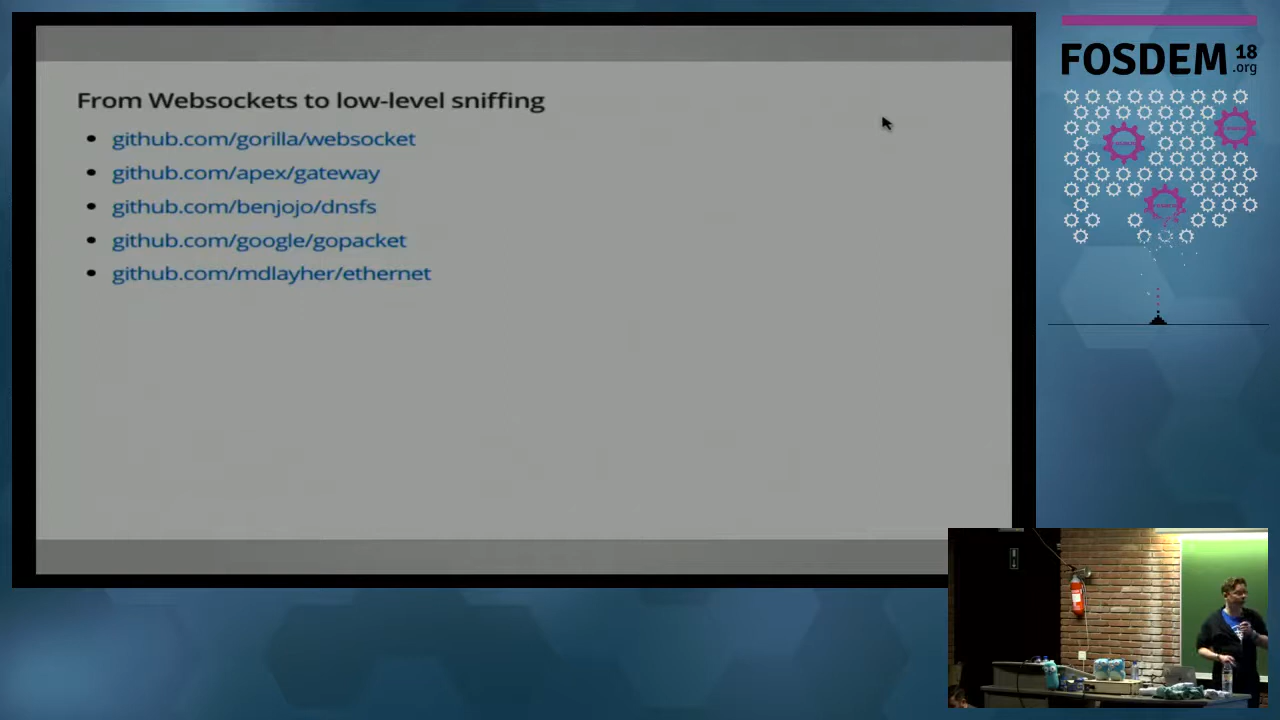 From Websockets to low-level sniffing
• github.com/gorilla/websocket
• github.com/apex/gateway
• github.com/benjojo/dnsfs
• github.com/google/gopacket
• github.com/mdlayher/ethernet
FOSDEM 18
.org